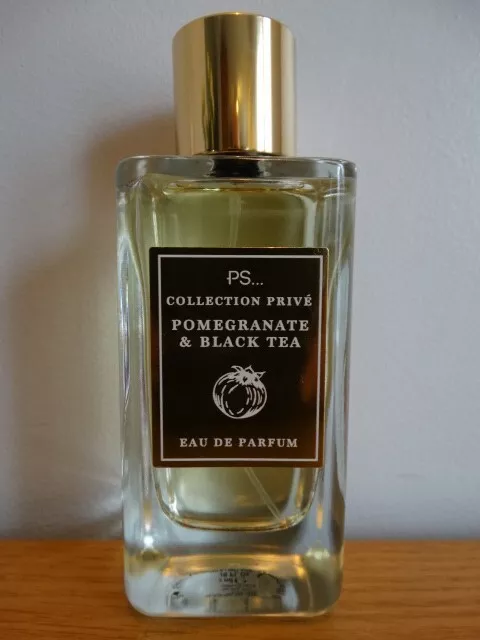 PS...
COLLECTION PRIVÉ
POMEGRANATE
& BLACK TEA
EAU DE PARFUM